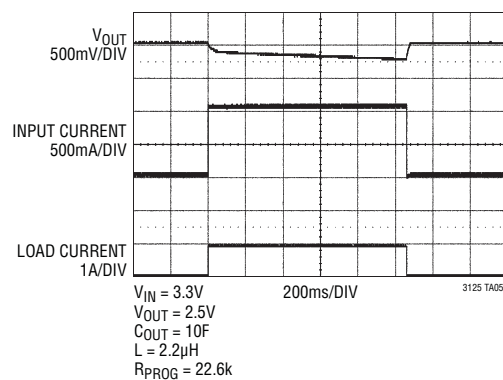 VOUT
500mV/DIV
INPUT CURRENT
500mA/DIV
LOAD CURRENT
1A/DIV
VIN = 3.3V
200ms/DIV
3125 TA05
VOUT = 2.5V
COUT = 10F
L = 2.2µH
RPROG = 22.6k